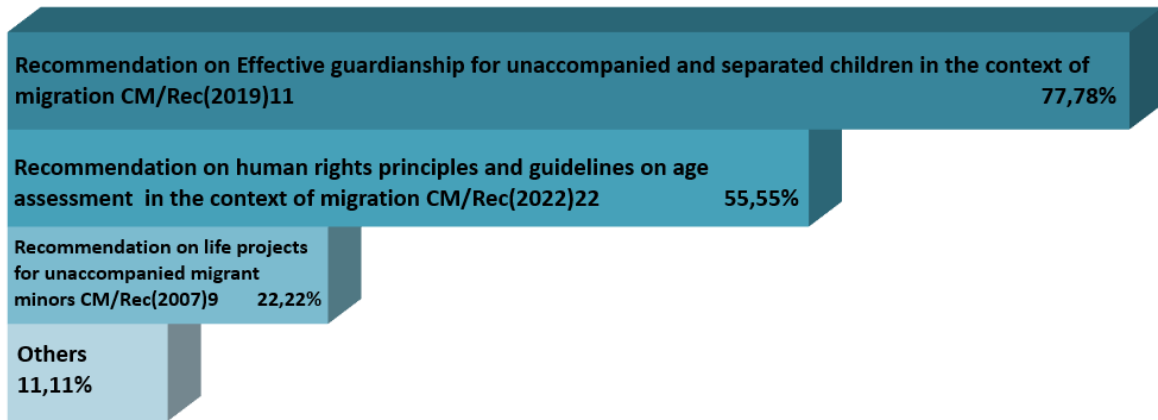 Recommendation on Effective guardianship for unaccompanied and separated children in the context of
migration CM/Rec(2019)11 77,78%
Recommendation on human rights principles and guidelines on age
assessment in the context of migration CM/Rec(2022)22 55,55%
Recommendation on life projects
for unaccompanied migrant
minors CM/Rec(2007)9 22,22%
Others
11,11%